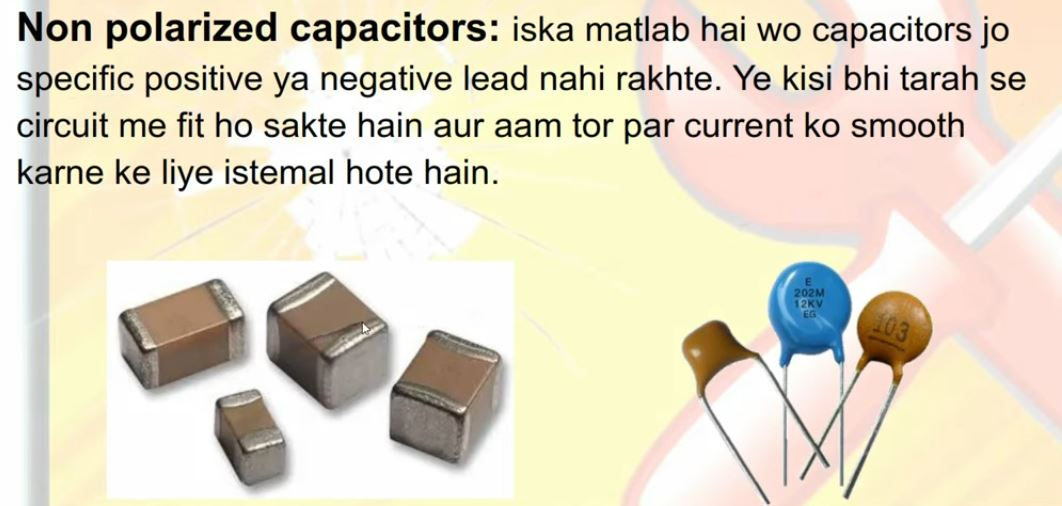 Non polarized capacitors: iska matlab hai wo capacitors jo
specific positive ya negative lead nahi rakhte. Ye kisi bhi tarah se
circuit me fit ho sakte hain aur aam tor par current ko smooth
karne ke liye istemal hote hain.
E
202M
12KV
EG
103